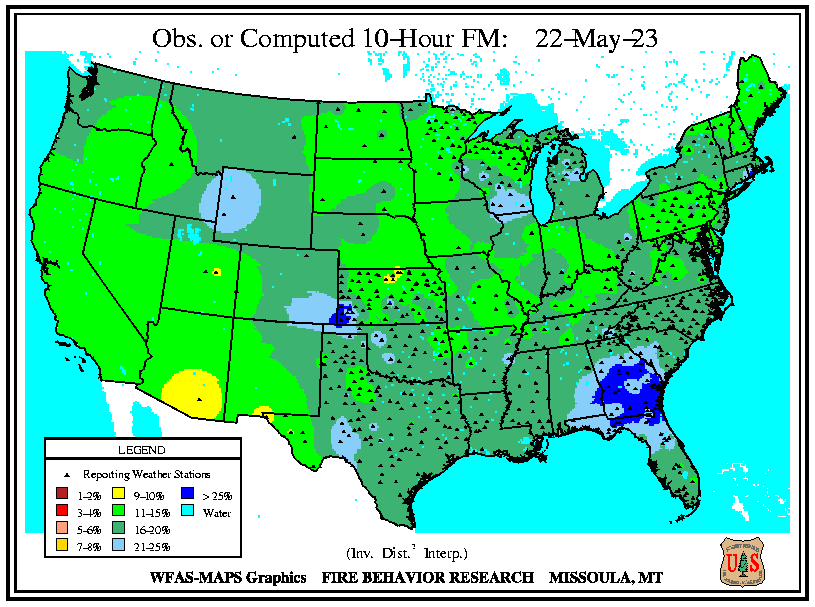 Obs. or Computed 10-Hour FM: 22-May-23
LEGEND
Reporting Weather Stations
1-2% 9-10% > 25%
3-4% 11-15% Water
5-6% 16-20%
7-8% 21-25%
(Inv. Dist.² Interp.)
WFAS-MAPS Graphics FIRE BEHAVIOR RESEARCH MISSOULA, MT
U S